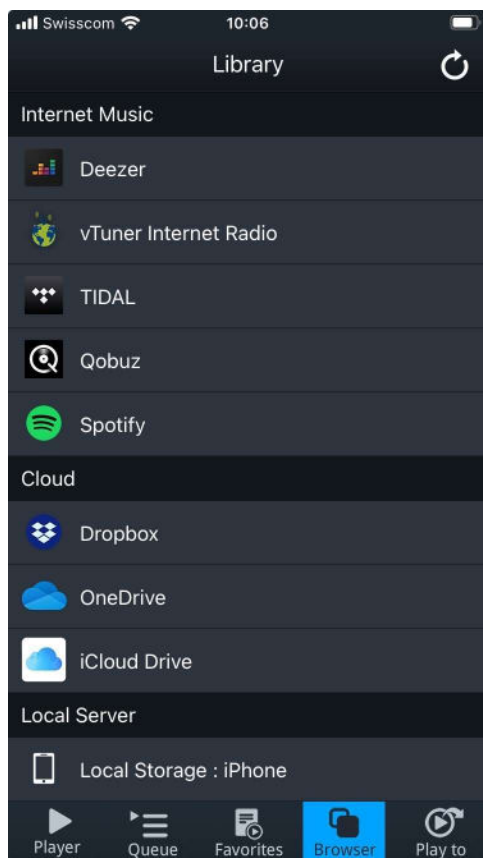 Swisscom 10:06
Library
Internet Music
Deezer
vTuner Internet Radio
TIDAL
Qobuz
Spotify
Cloud
Dropbox
OneDrive
iCloud Drive
Local Server
Local Storage : iPhone
Player Queue Favorites Browser Play to